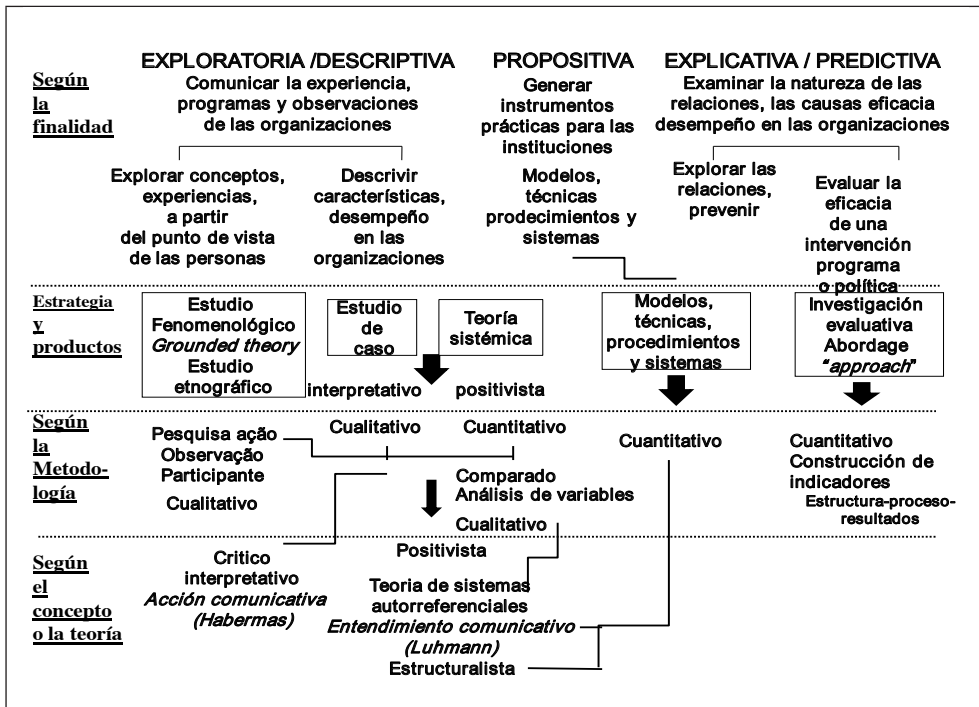 Según
la
finalidad
EXPLORATORIA /DESCRIPTIVA
Comunicar la experiencia,
programas y observaciones
de las organizaciones
Explorar conceptos,
experiencias,
a partir
del punto de vista
de las personas
Descrivir
características,
desempeño
en las
organizaciones
PROPOSITIVA
Generar
instrumentos
prácticas para las
instituciones
Modelos,
técnicas
prodecimientos y
sistemas
EXPLICATIVA / PREDICTIVA
Examinar la natureza de las
relaciones, las causas eficacia
desempeño en las organizaciones
Explorar las
relaciones,
prevenir
Evaluar la
eficacia
de una
intervención
programa
o política
Estrategia
y
productos
Estudio
Fenomenológico
Grounded theory
Estudio
etnográfico
Estudio
de
caso
Teoría
sistémica
interpretativo
positivista
Modelos,
técnicas,
procedimientos
y sistemas
Investigación
evaluativa
Abordage
“approach”
Según
la
Metodo-
logía
Pesquisa ação
Observação
Participante
Cualitativo
Cualitativo
Cuantitativo
Comparado
Análisis de variables
Cualitativo
Cuantitativo
Cuantitativo
Construcción de
indicadores
Estructura-proceso-
resultados
Según
el
concepto
o la teoría
Critico
interpretativo
Acción comunicativa
(Habermas)
Positivista
Teoria de sistemas
autorreferenciales
Entendimiento comunicativo
(Luhmann)
Estructuralista